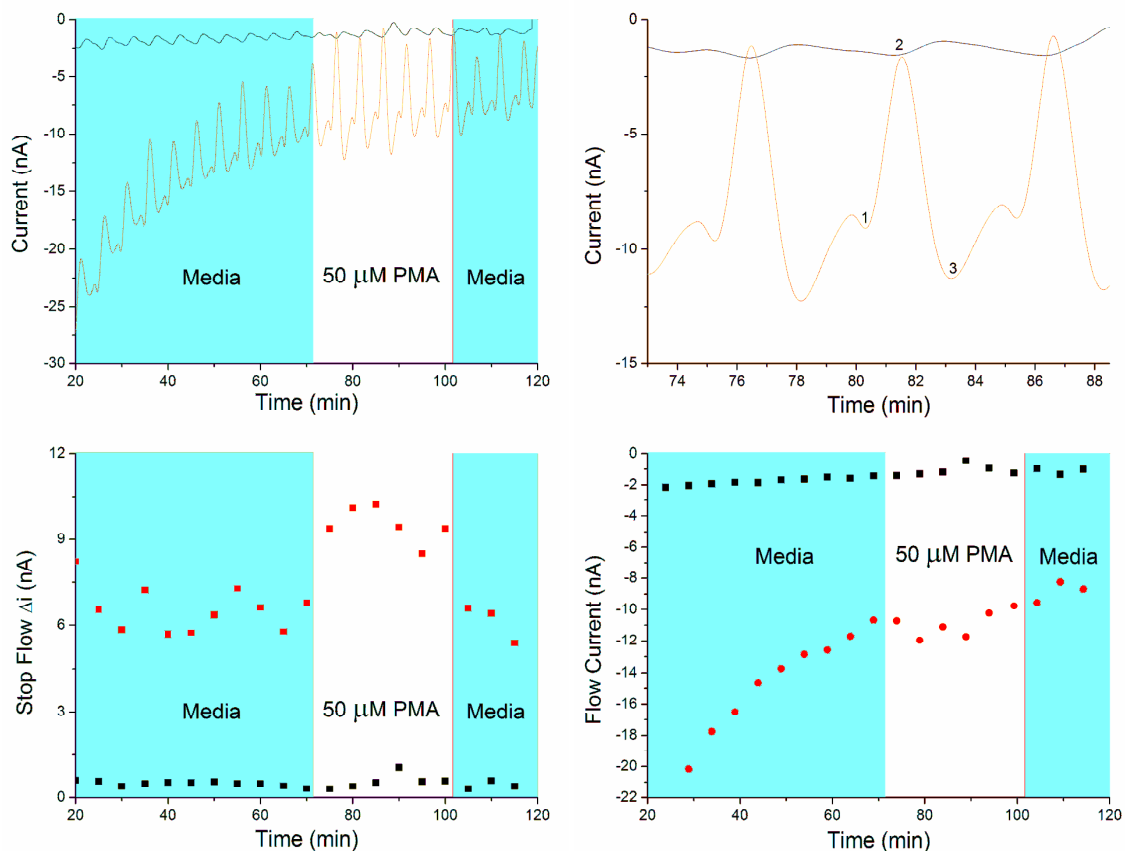 0
-5
-10
-15
-20
-25
-30
Current (nA)
Media
50 µM PMA
Media
20 40 60 80 100 120
Time (min)
0
-5
-10
-15
Current (nA)
1
2
3
74 76 78 80 82 84 86 88
Time (min)
12
9
6
3
0
Stop Flow Δi (nA)
Media
50 µM PMA
Media
20 40 60 80 100 120
Time (min)
0
-2
-4
-6
-8
-10
-12
-14
-16
-18
-20
-22
Flow Current (nA)
Media
50 µM PMA
Media
20 40 60 80 100 120
Time (min)